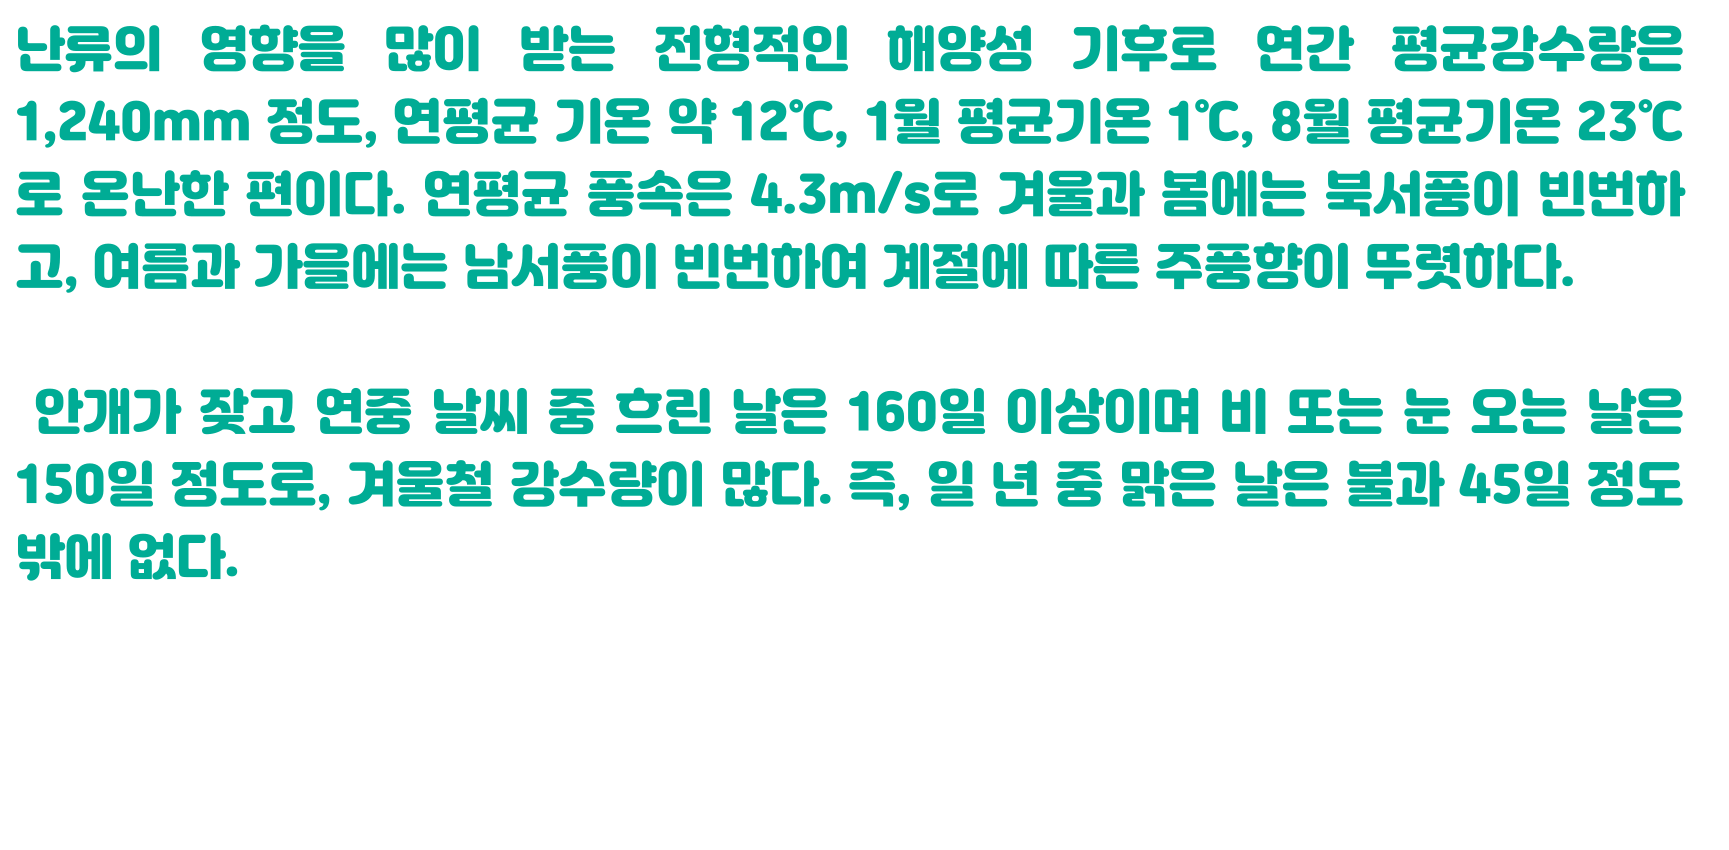 난류의 영향을 많이 받는 전형적인 해양성 기후로 연간 평균강수량은
1,240mm 정도, 연평균 기온 약 12℃, 1월 평균기온 1℃, 8월 평균기온 23℃
로 온난한 편이다. 연평균 풍속은 4.3m/s로 겨울과 봄에는 북서풍이 빈번하
고, 여름과 가을에는 남서풍이 빈번하여 계절에 따른 주풍향이 뚜렷하다.
안개가 잦고 연중 날씨 중 흐린 날은 160일 이상이며 비 또는 눈 오는 날은
150일 정도로, 겨울철 강수량이 많다. 즉, 일 년 중 맑은 날은 불과 45일 정도
밖에 없다.